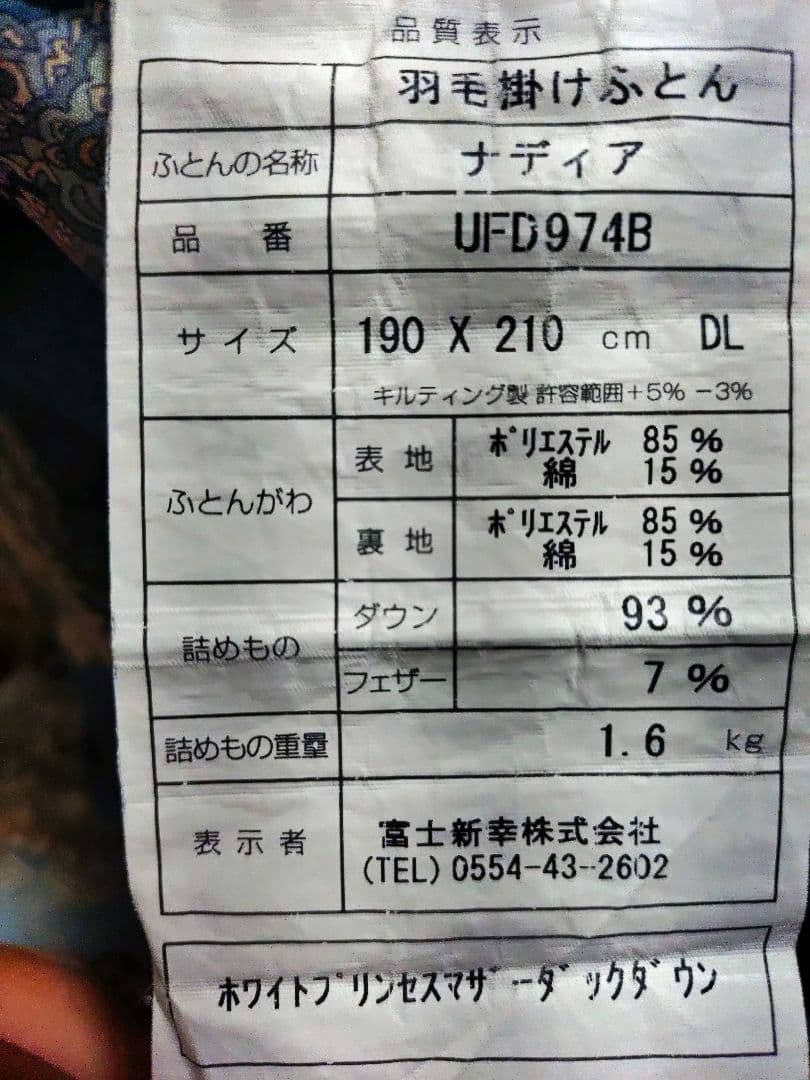 品質表示
羽毛掛けふとん
ふとんの名称 ナディア
品番 UFD974B
サイズ 190 X 210 cm DL
キルティング製 許容範囲+5% -3%
ふとんがわ 表地 ポリエステル 85%
綿 15%
裏地 ポリエステル 85%
綿 15%
詰めもの ダウン 93%
フェザー 7%
詰めもの重量 1.6 kg
表示者 富士新幸株式会社
(TEL) 0554-43-2602
ホワイトプリンセスマザーダックダウン